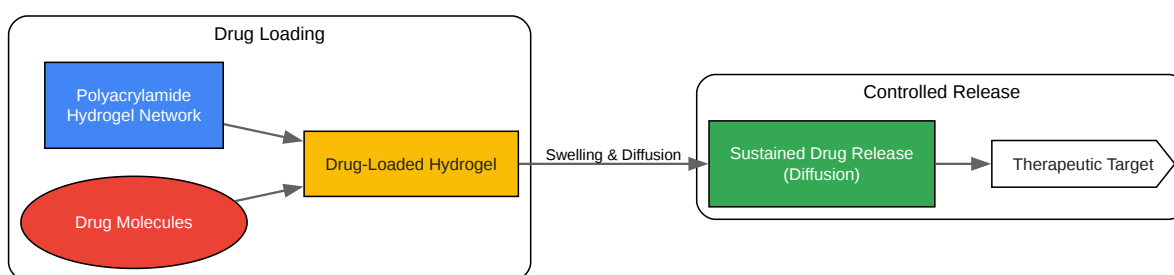 Drug Loading
Polyacrylamide
Hydrogel Network
Drug Molecules
Drug-Loaded Hydrogel
Swelling & Diffusion
Controlled Release
Sustained Drug Release
(Diffusion)
Therapeutic Target